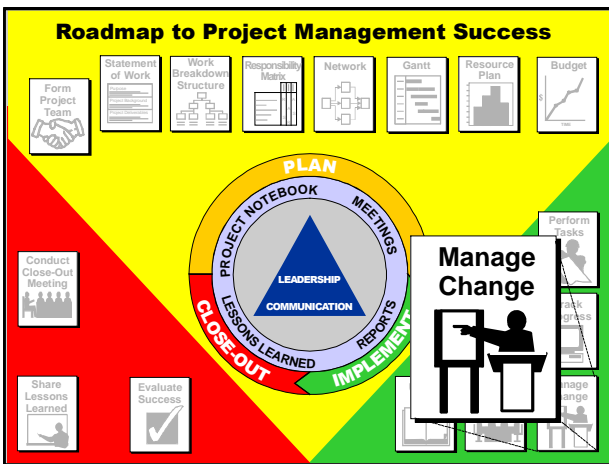 Roadmap to Project Management Success
Form
Project
Team
Statement
of Work
Work
Breakdown
Structure
Responsibility
Matrix
Network
Gantt
Resource
Plan
Budget
$
TIME
PLAN
PROJECT NOTEBOOK
MEETINGS
REPORTS
LESSONS LEARNED
LEADERSHIP
COMMUNICATION
CLOSE-OUT
IMPLEMENT
Conduct
Close-Out
Meeting
Share
Lessons
Learned
Evaluate
Success
Perform
Tasks
Manage
Change